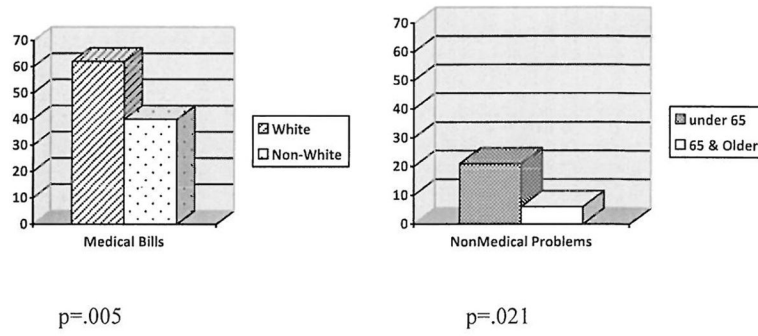 70
60
50
40
30
20
10
0
Medical Bills
White
Non-White
p=.005
70
60
50
40
30
20
10
0
NonMedical Problems
under 65
65 & Older
p=.021